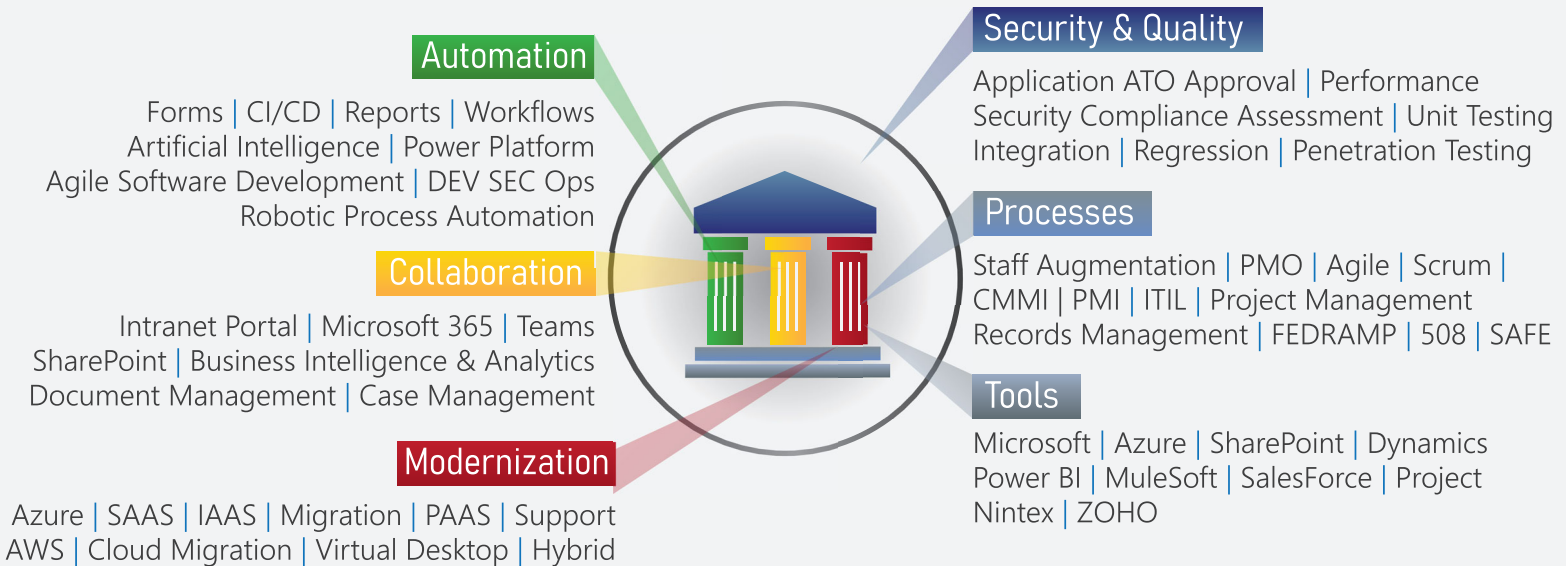 Automation
Forms | CI/CD | Reports | Workflows
Artificial Intelligence | Power Platform
Agile Software Development | DEV SEC Ops
Robotic Process Automation
Collaboration
Intranet Portal | Microsoft 365 | Teams
SharePoint | Business Intelligence & Analytics
Document Management | Case Management
Modernization
Azure | SAAS | IAAS | Migration | PAAS | Support
AWS | Cloud Migration | Virtual Desktop | Hybrid
Security & Quality
Application ATO Approval | Performance
Security Compliance Assessment | Unit Testing
Integration | Regression | Penetration Testing
Processes
Staff Augmentation | PMO | Agile | Scrum |
CMMI | PMI | ITIL | Project Management
Records Management | FEDRAMP | 508 | SAFE
Tools
Microsoft | Azure | SharePoint | Dynamics
Power BI | MuleSoft | SalesForce | Project
Nintex | ZOHO